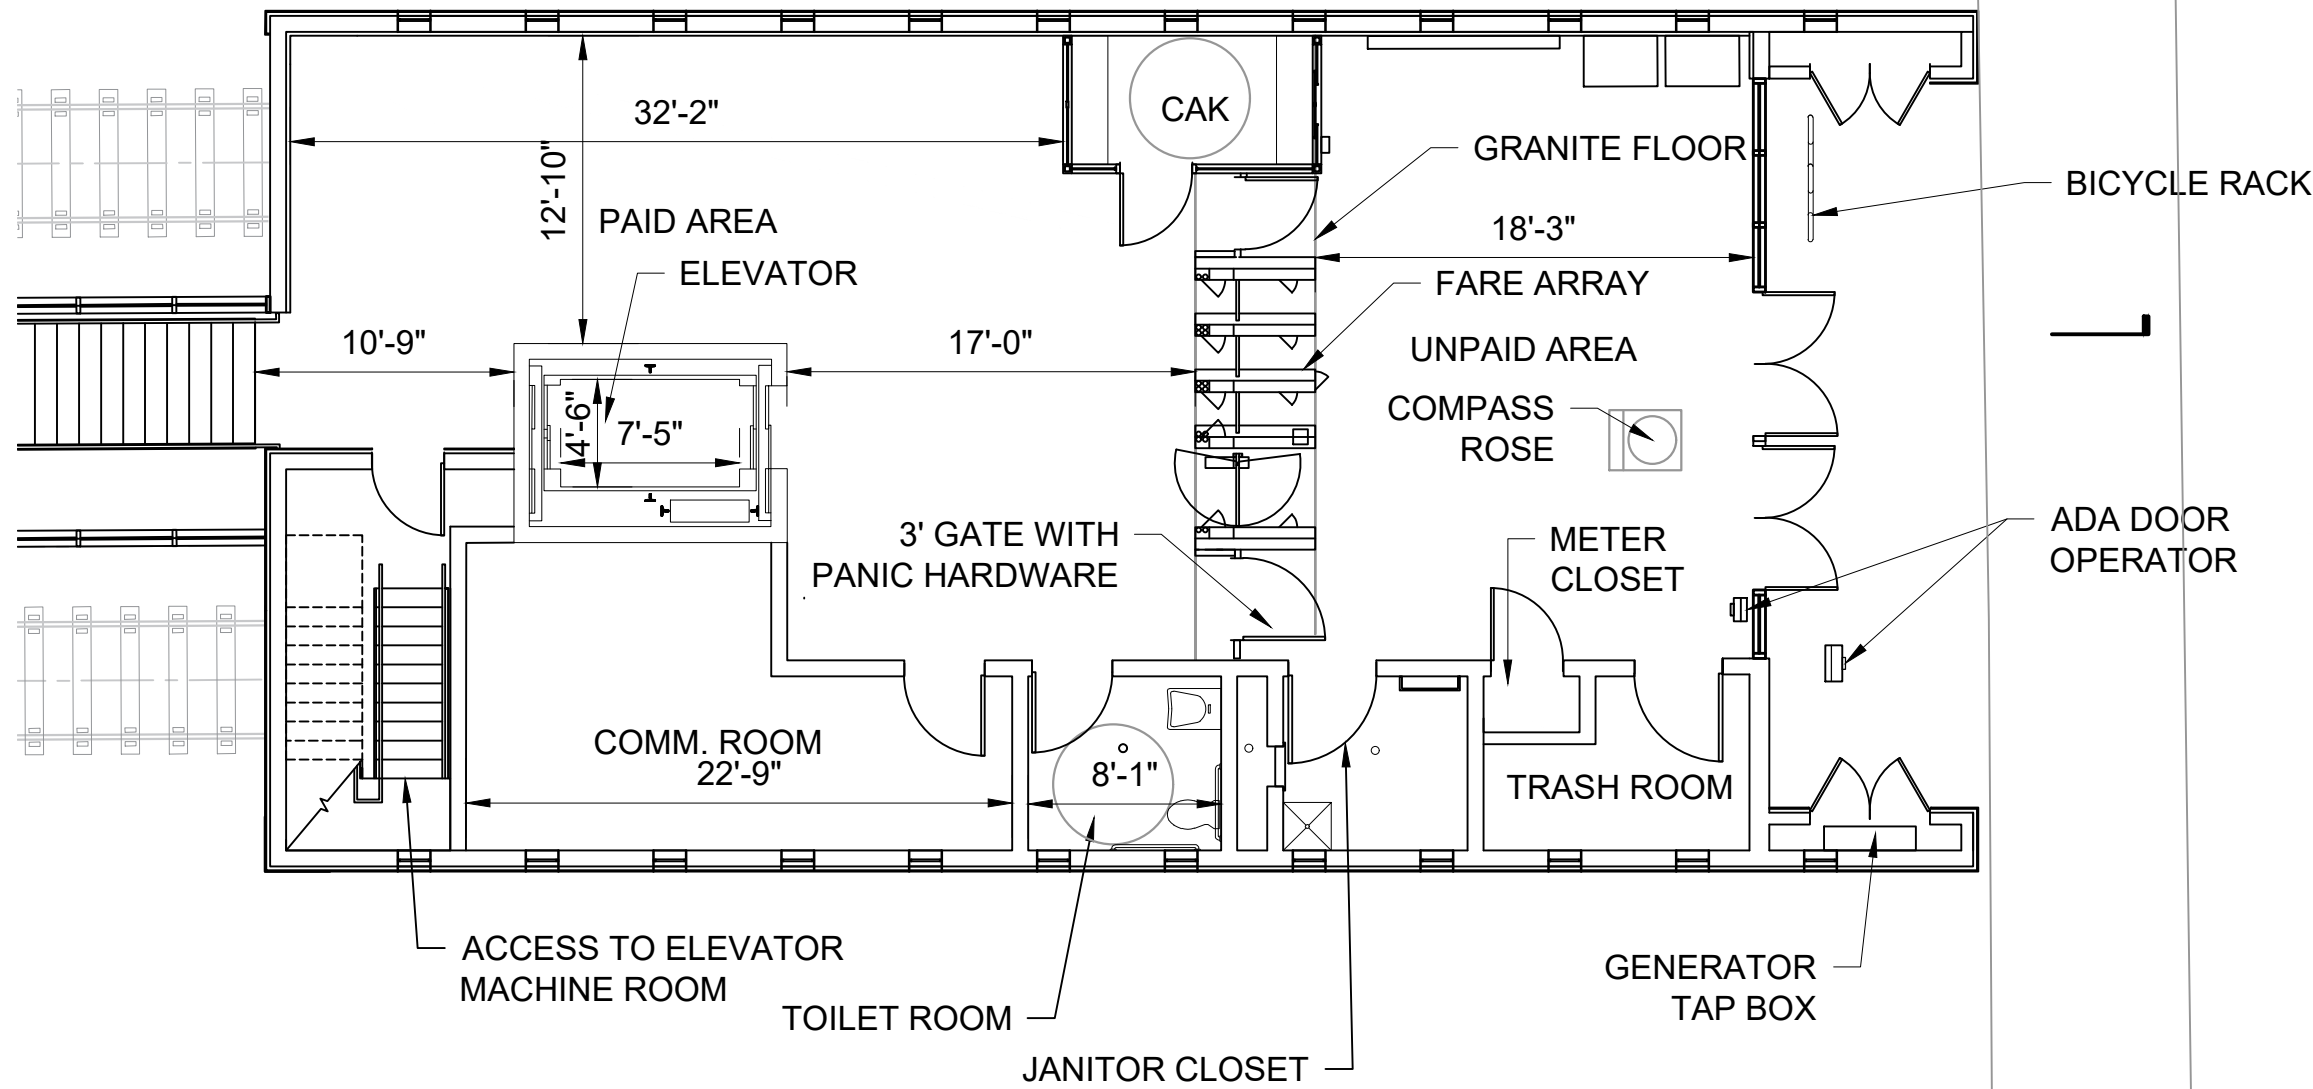 32'-2"
CAK
12'-10"
GRANITE FLOOR
BICYCLE RACK
PAID AREA
18'-3"
ELEVATOR
FARE ARRAY
10'-9"
17'-0"
UNPAID AREA
4'-6"
7'-5"
COMPASS
ROSE
3' GATE WITH
PANIC HARDWARE
METER
CLOSET
ADA DOOR
OPERATOR
COMM. ROOM
22'-9"
8'-1"
TRASH ROOM
ACCESS TO ELEVATOR
MACHINE ROOM
GENERATOR
TAP BOX
TOILET ROOM
JANITOR CLOSET